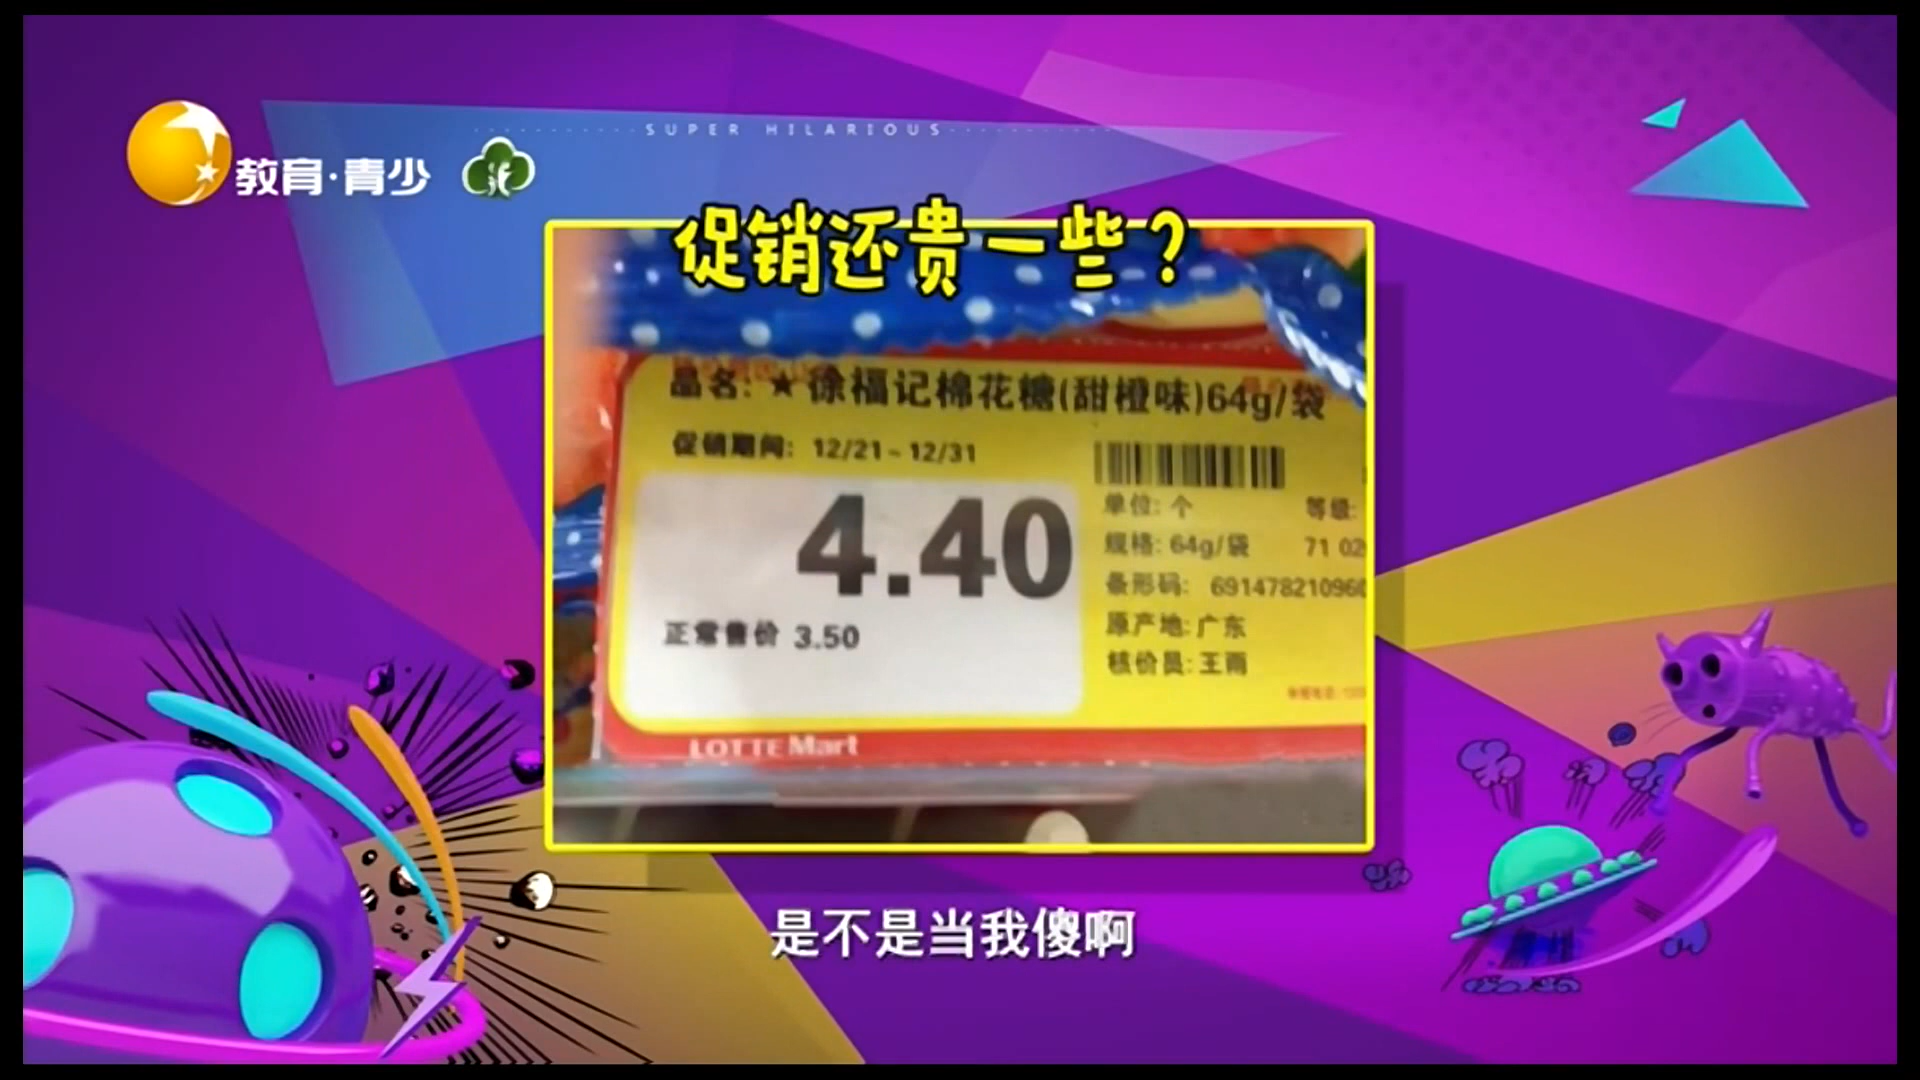 SUPER HILARIOUS
教育·青少
促销还贵一些?
品名: ★徐福记棉花糖(甜橙味)64g/袋
促销期间: 12/21-12/31
4.40
正常售价 3.50
单位: 个 等级:
规格: 64g/袋 71 02
条形码: 691478210960
原产地: 广东
核价员: 王雨
LOTTE Mart
是不是当我傻啊